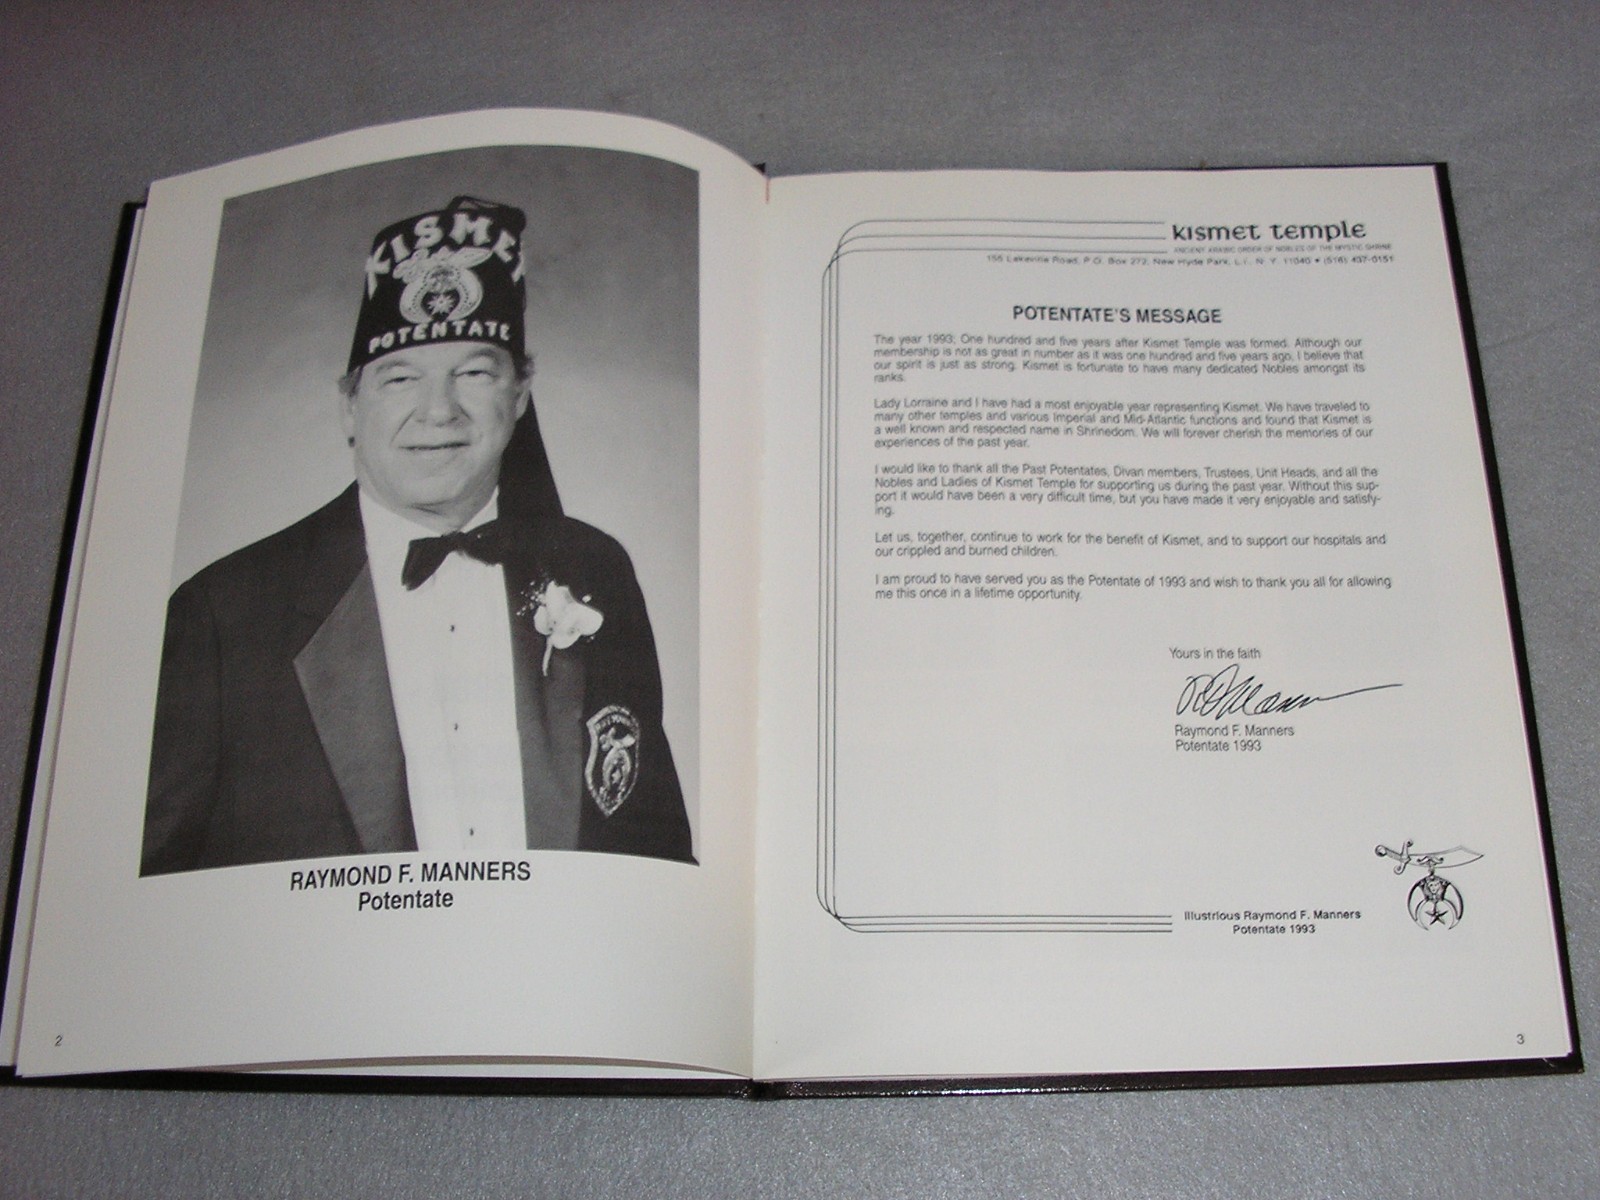 KISMET
POTENTATE
RAYMOND F. MANNERS
Potentate
2
kismet temple
ANCIENT ARABIC ORDER OF NOBLES OF THE MYSTIC SHRINE
155 Lakeville Road, P.O. Box 272, New Hyde Park, L.I., N.Y. 11040 • (516) 437-0151
POTENTATE'S MESSAGE
The year 1993; One hundred and five years after Kismet Temple was formed. Although our
membership is not as great in number as it was one hundred and five years ago, I believe that
our spirit is just as strong. Kismet is fortunate to have many dedicated Nobles amongst its
ranks.
Lady Lorraine and I have had a most enjoyable year representing Kismet. We have traveled to
many other temples and various Imperial and Mid-Atlantic functions and found that Kismet is
a well known and respected name in Shrinedom. We will forever cherish the memories of our
experiences of the past year.
I would like to thank all the Past Potentates, Divan members, Trustees, Unit Heads, and all the
Nobles and Ladies of Kismet Temple for supporting us during the past year. Without this sup-
port it would have been a very difficult time, but you have made it very enjoyable and satisfy-
ing.
Let us, together, continue to work for the benefit of Kismet, and to support our hospitals and
our crippled and burned children.
I am proud to have served you as the Potentate of 1993 and wish to thank you all for allowing
me this once in a lifetime opportunity.
Yours in the faith
Raymond F. Manners
Potentate 1993
Illustrious Raymond F. Manners
Potentate 1993
3